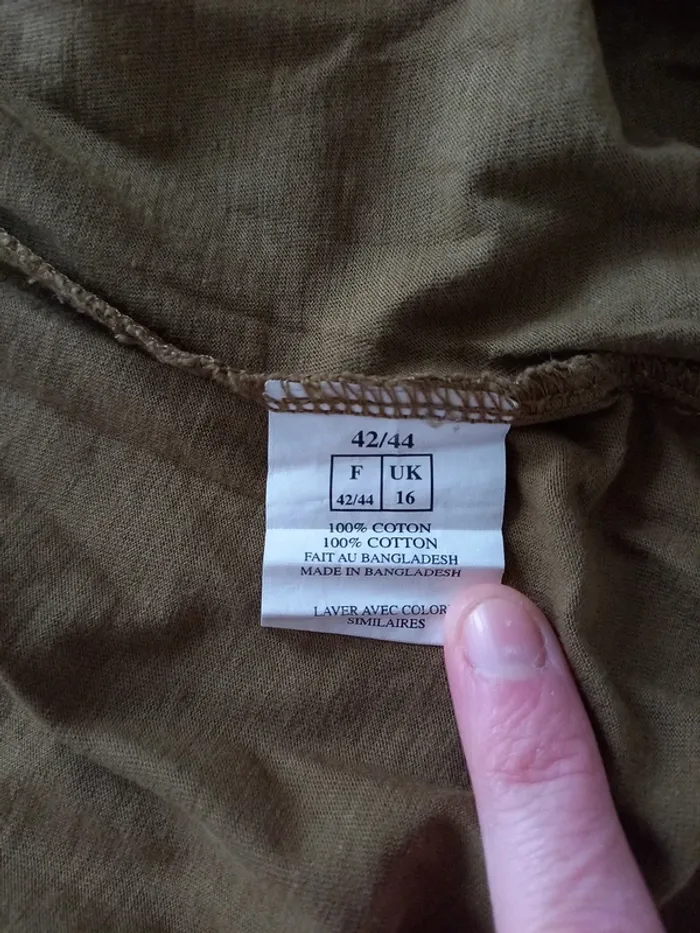 42/44
F UK
42/44 16
100% COTON
100% COTTON
FAIT AU BANGLADESH
MADE IN BANGLADESH
LAVER AVEC COLOR
SIMILAIRES